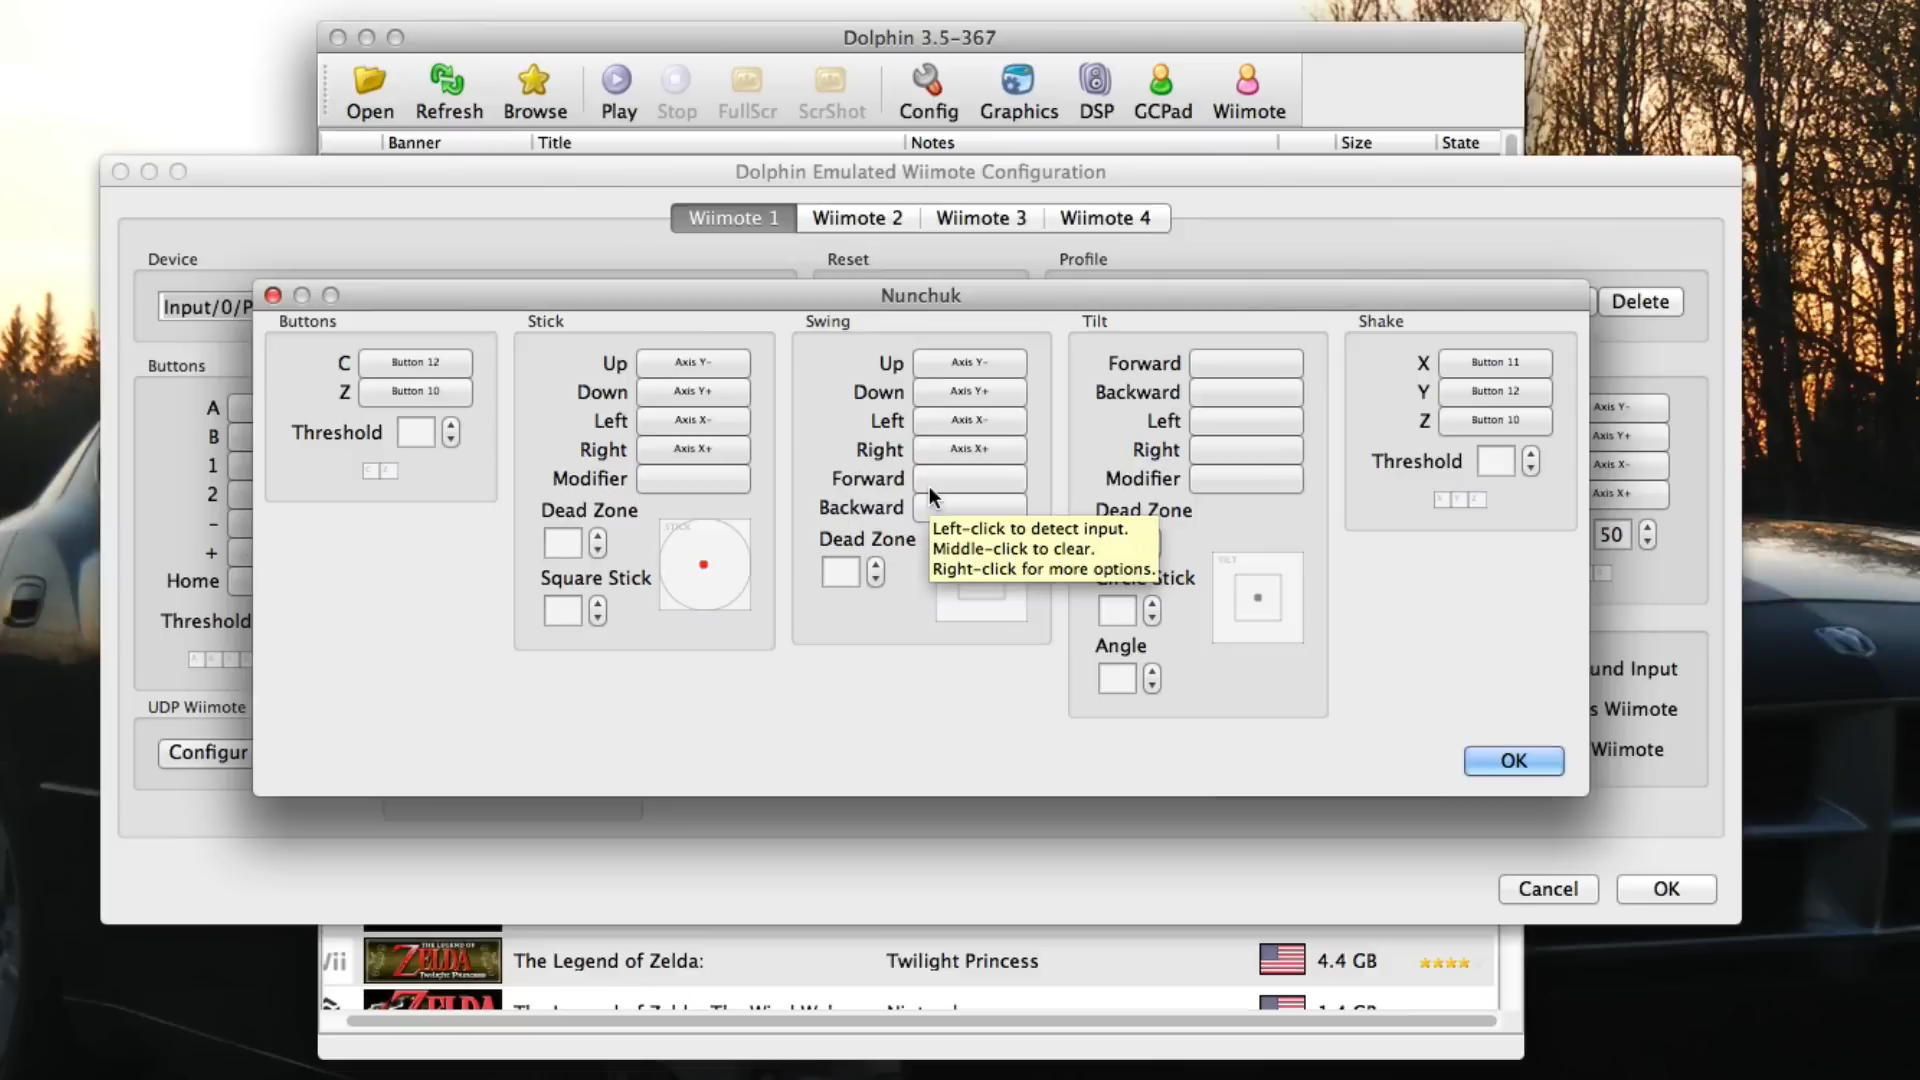 Dolphin 3.5-367
Open Refresh Browse Play Stop FullScr ScrShot Config Graphics DSP GCPad Wiimote
Banner Title Notes Size State
Dolphin Emulated Wiimote Configuration
Wiimote 1 Wiimote 2 Wiimote 3 Wiimote 4
Device Reset Profile
Input/0/P Delete
Nunchuk
Buttons
A
B
1
2
-
+
Home
Threshold
UDP Wiimote
Configur
Buttons
C Button 12
Z Button 10
Threshold
C Z
Stick
Up Axis Y-
Down Axis Y+
Left Axis X-
Right Axis X+
Modifier
Dead Zone
STICK
Square Stick
Swing
Up Axis Y-
Down Axis Y+
Left Axis X-
Right Axis X+
Forward
Backward
Dead Zone
Left-click to detect input.
Middle-click to clear.
Right-click for more options.
Tilt
Forward
Backward
Left
Right
Modifier
Dead Zone
TILT
Stick
Angle
Shake
X Button 11
Y Button 12
Z Button 10
Threshold
X Y Z
OK
Axis Y-
Axis Y+
Axis X-
Axis X+
50
und Input
s Wiimote
Wiimote
Cancel OK
ZELDA
Twilight Princess
The Legend of Zelda: Twilight Princess 4.4 GB